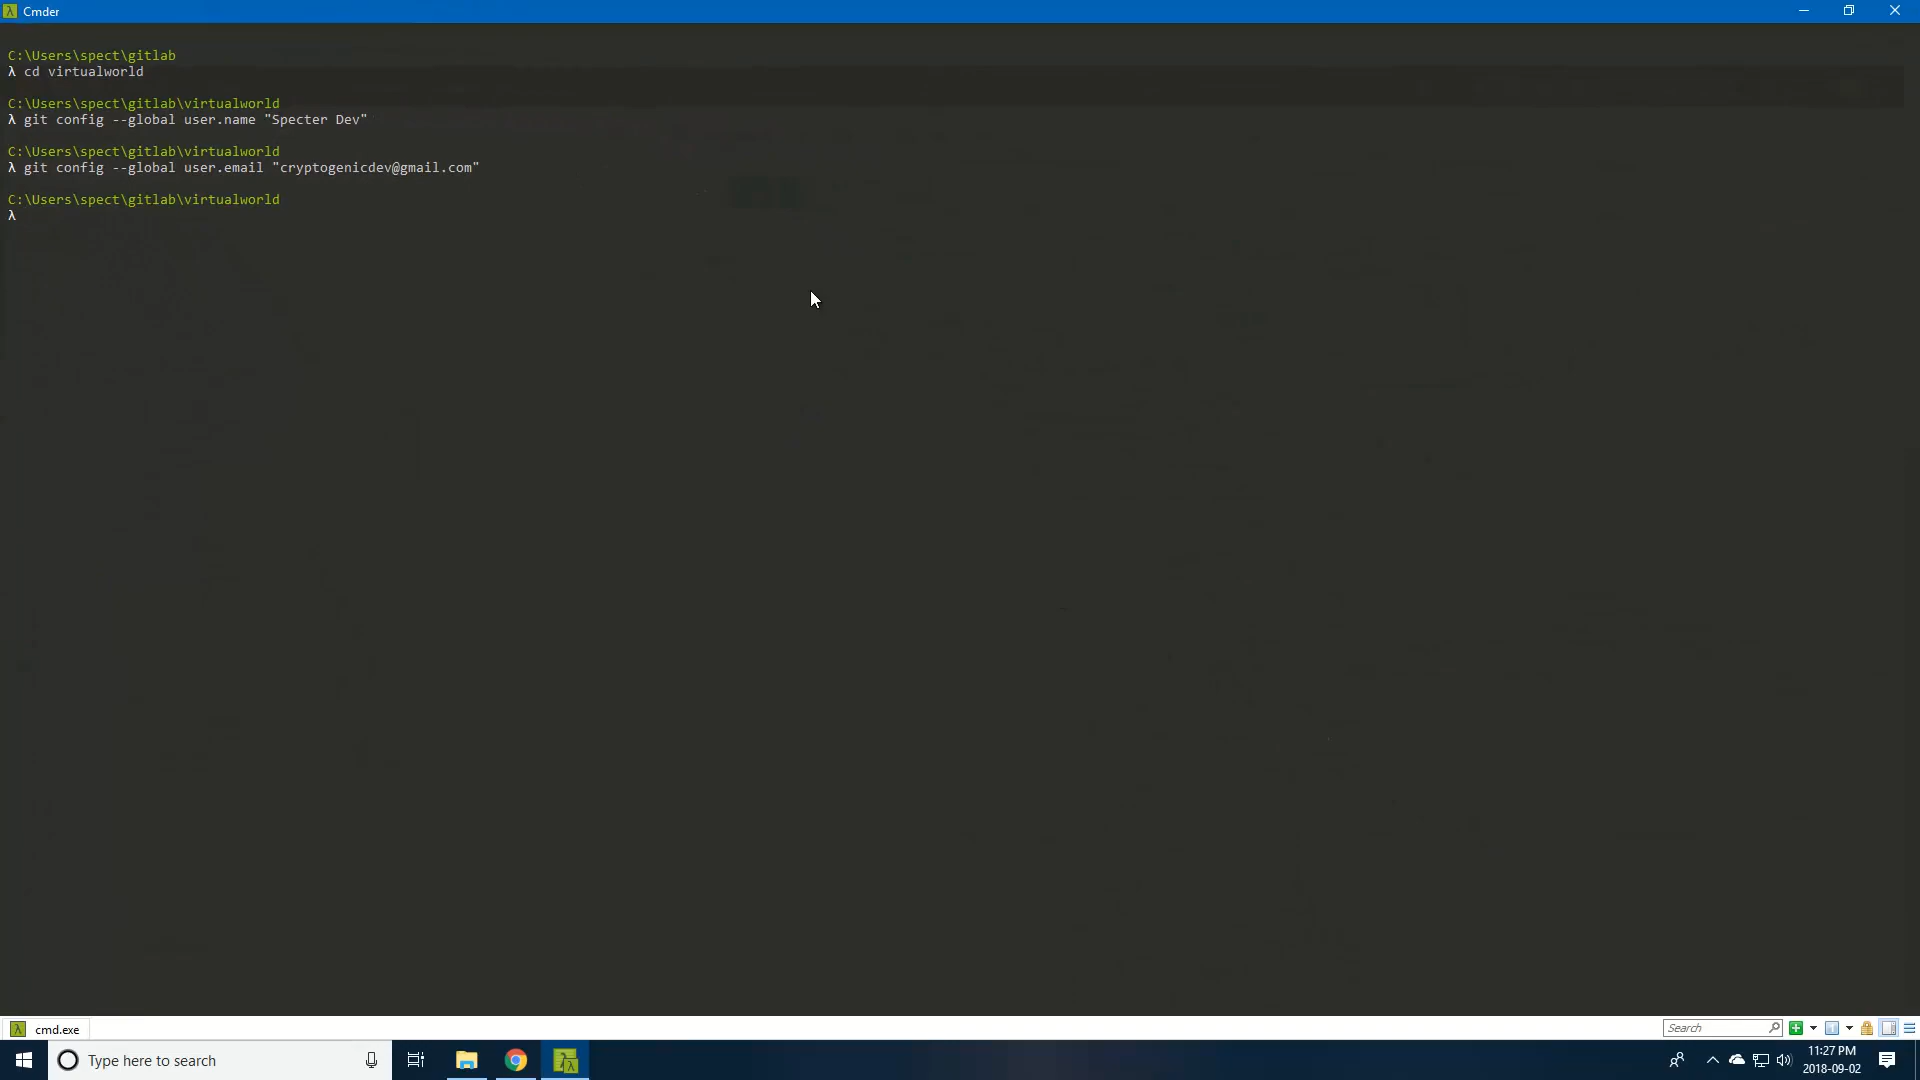 Cmder
C:\Users\spect\gitlab
λ cd virtualworld
C:\Users\spect\gitlab\virtualworld
λ git config --global user.name "Specter Dev"
C:\Users\spect\gitlab\virtualworld
λ git config --global user.email "cryptogenicdev@gmail.com"
C:\Users\spect\gitlab\virtualworld
λ
cmd.exe
Search
Type here to search
11:27 PM
2018-09-02